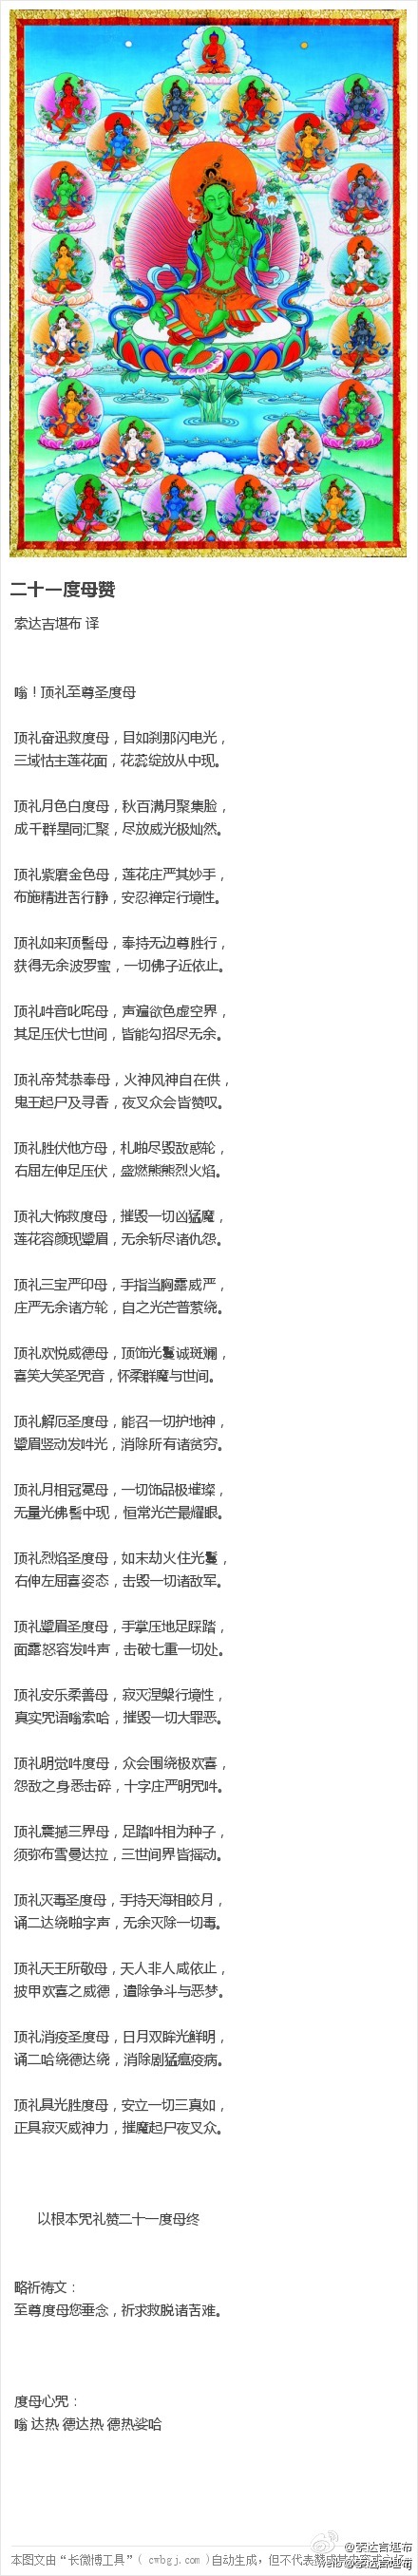 二十一度母赞
索达吉堪布 译
嗡！顶礼至尊圣度母
顶礼奋迅救度母，目如刹那闪电光，
三域怙主莲花面，花蕊绽放从中现。
顶礼月色白度母，秋百满月聚集脸，
成千群星同汇聚，尽放威光极灿然。
顶礼紫磨金色母，莲花庄严其妙手，
布施精进苦行静，安忍禅定行境性。
顶礼如来顶髻母，奉持无边尊胜行，
获得无余波罗蜜，一切佛子近依止。
顶礼吽音叱咤母，声遍欲色虚空界，
其足压伏七世间，皆能勾招尽无余。
顶礼帝梵恭奉母，火神风神自在供，
鬼王起尸及寻香，夜叉众会皆赞叹。
顶礼胜伏他方母，札啪尽毁敌惑轮，
右屈左伸足压伏，盛燃熊熊烈火焰。
顶礼大怖救度母，摧毁一切凶猛魔，
莲花容颜现颦眉，无余斩尽诸仇怨。
顶礼三宝严印母，手指当胸露威严，
庄严无余诸方轮，自之光芒普萦绕。
顶礼欢悦威德母，顶饰光鬘诚斑斓，
喜笑大笑圣咒音，怀柔群魔与世间。
顶礼解厄圣度母，能召一切护地神，
颦眉竖动发吽光，消除所有诸贫穷。
顶礼月相冠冕母，一切饰品极璀璨，
无量光佛髻中现，恒常光芒最耀眼。
顶礼烈焰圣度母，如末劫火住光鬘，
右伸左屈喜姿态，击毁一切诸敌军。
顶礼颦眉圣度母，手掌压地足踩踏，
面露怒容发吽声，击破七重一切处。
顶礼安乐柔善母，寂灭涅槃行境性，
真实咒语嗡索哈，摧毁一切大罪恶。
顶礼明觉吽度母，众会围绕极欢喜，
怨敌之身悉击碎，十字庄严明咒吽。
顶礼震撼三界母，足踏吽相为种子，
须弥布雪曼达拉，三世间界皆摇动。
顶礼灭毒圣度母，手持天海相皎月，
诵二达绕啪字声，无余灭除一切毒。
顶礼天王所敬母，天人非人咸依止，
披甲欢喜之威德，遣除争斗与恶梦。
顶礼消疫圣度母，日月双眸光鲜明，
诵二哈绕德达绕，消除剧猛瘟疫病。
顶礼具光胜度母，安立一切三真如，
正具寂灭威神力，摧魔起尸夜叉众。
以根本咒礼赞二十一度母终
略祈祷文：
至尊度母您垂念，祈求救脱诸苦难。
度母心咒：
嗡 达热 德达热 德热娑哈
@索达吉堪布
本图文由“长微博工具”( cwbgj.com )自动生成，但不代表赞成其内容或立场。